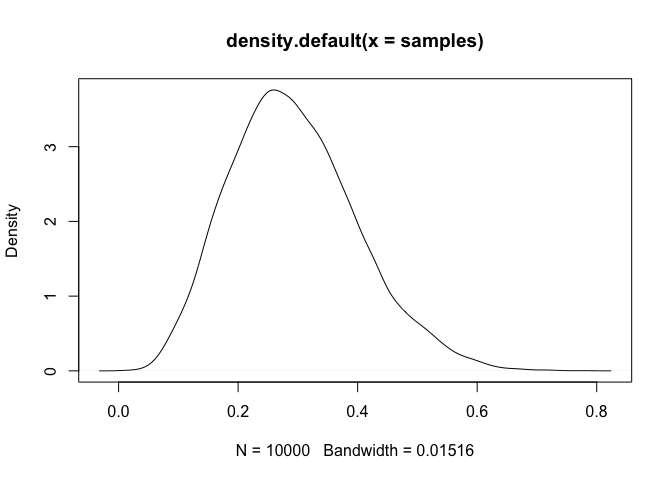 density.default(x = samples)
Density
3
2
1
0
0.0 0.2 0.4 0.6 0.8
N = 10000 Bandwidth = 0.01516